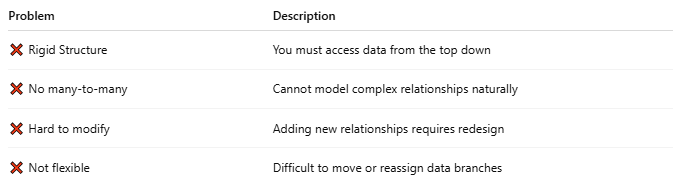 Problem Description
❌ Rigid Structure You must access data from the top down
❌ No many-to-many Cannot model complex relationships naturally
❌ Hard to modify Adding new relationships requires redesign
❌ Not flexible Difficult to move or reassign data branches